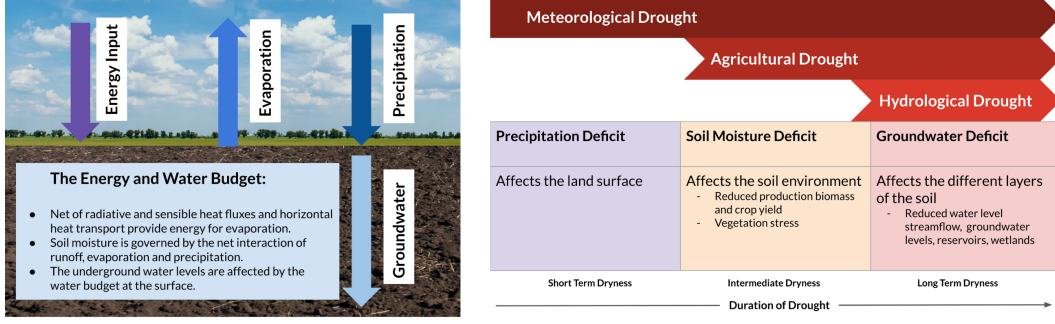 Energy Input
Evaporation
Precipitation
Groundwater
The Energy and Water Budget:
● Net of radiative and sensible heat fluxes and horizontal
heat transport provide energy for evaporation.
● Soil moisture is governed by the net interaction of
runoff, evaporation and precipitation.
● The underground water levels are affected by the
water budget at the surface.
Meteorological Drought
Agricultural Drought
Hydrological Drought
Precipitation Deficit
Soil Moisture Deficit
Groundwater Deficit
Affects the land surface
Affects the soil environment
- Reduced production biomass
and crop yield
- Vegetation stress
Affects the different layers
of the soil
- Reduced water level
streamflow, groundwater
levels, reservoirs, wetlands
Short Term Dryness
Intermediate Dryness
Long Term Dryness
Duration of Drought